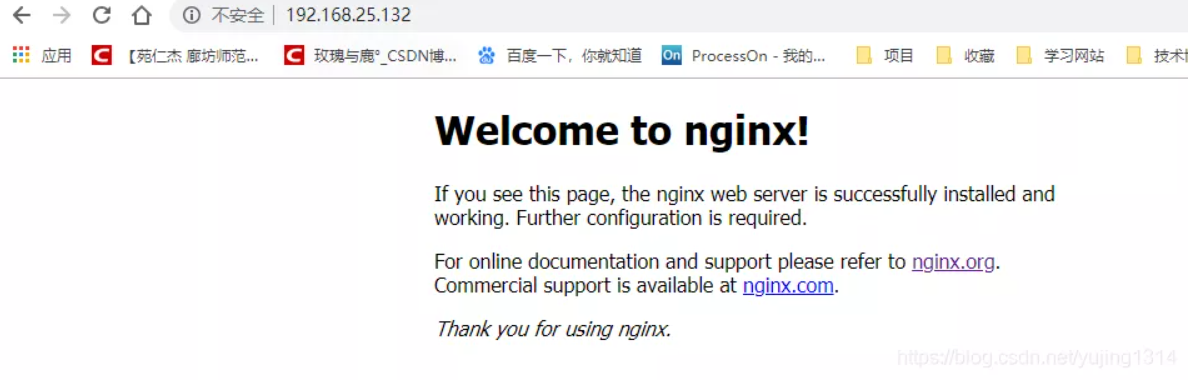 不安全 | 192.168.25.132
应用 【苑仁杰 廊坊师范... 玫瑰与鹿°_CSDN博... 百度一下，你就知道 On ProcessOn - 我的... 项目 收藏 学习网站 技术博
Welcome to nginx!
If you see this page, the nginx web server is successfully installed and
working. Further configuration is required.
For online documentation and support please refer to nginx.org.
Commercial support is available at nginx.com.
Thank you for using nginx.
https://blog.csdn.net/yujing1314